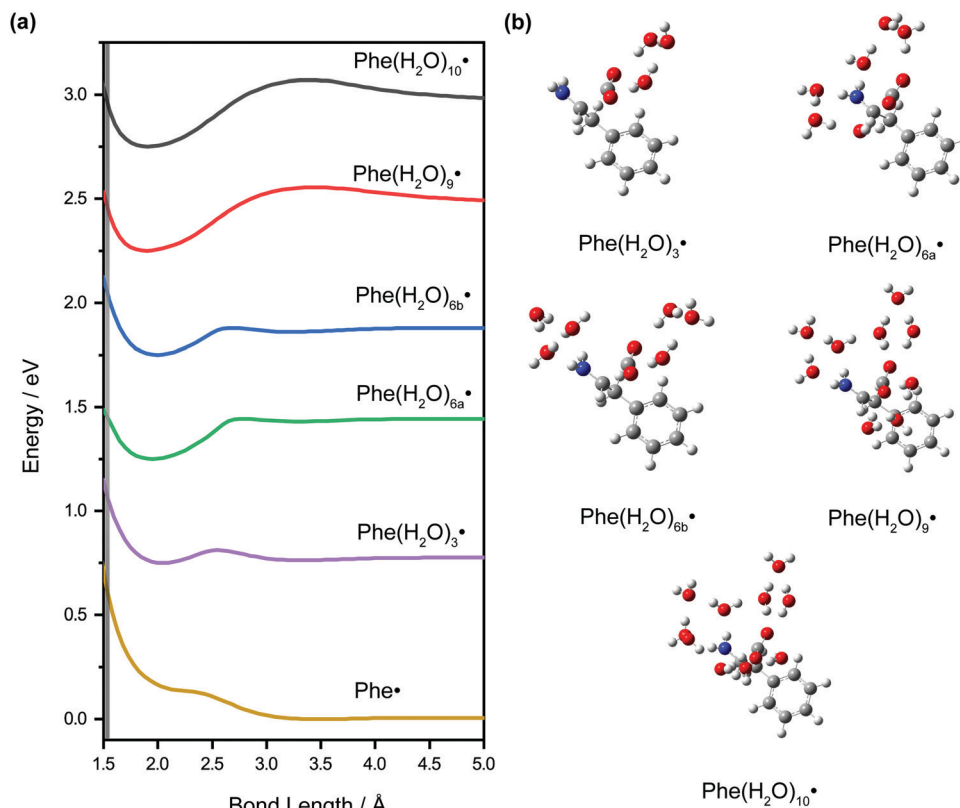 (a)
Energy / eV
3.0
2.5
2.0
1.5
1.0
0.5
0.0
Phe(H₂O)₁₀•
Phe(H₂O)₉•
Phe(H₂O)₆b•
Phe(H₂O)₆ₐ•
Phe(H₂O)₃•
Phe•
1.5 2.0 2.5 3.0 3.5 4.0 4.5 5.0
Bond Length / Å
(b)
Phe(H₂O)₃•
Phe(H₂O)₆ₐ•
Phe(H₂O)₆b•
Phe(H₂O)₉•
Phe(H₂O)₁₀•